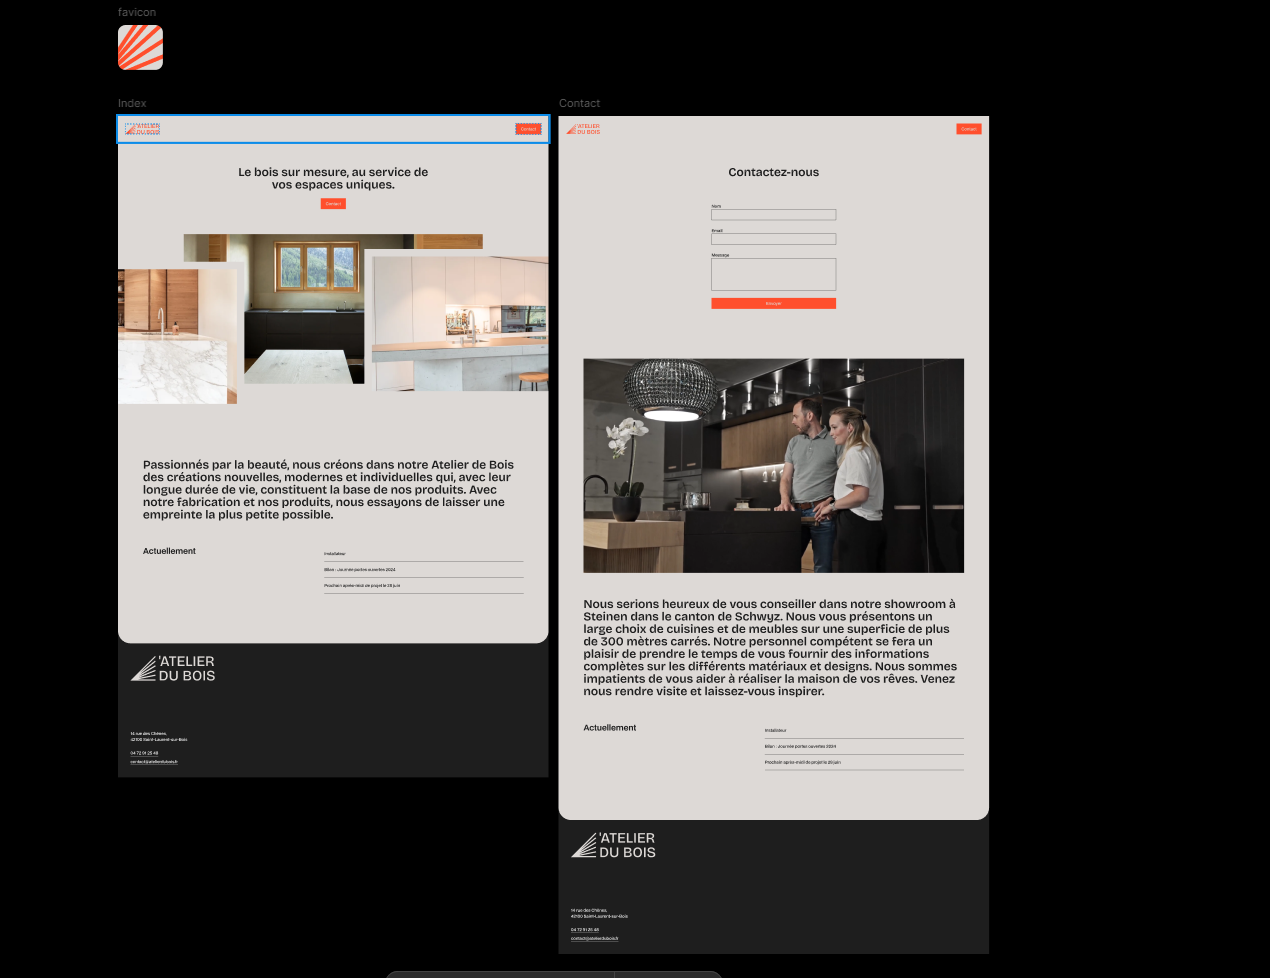 favicon
Index
'ATELIER
DU BOIS
Contact
Le bois sur mesure, au service de
vos espaces uniques.
Contact
Passionnés par la beauté, nous créons dans notre Atelier de Bois
des créations nouvelles, modernes et individuelles qui, avec leur
longue durée de vie, constituent la base de nos produits. Avec
notre fabrication et nos produits, nous essayons de laisser une
empreinte la plus petite possible.
Actuellement
Installateur
Bilan : Journée portes ouvertes 2024
Prochain après-midi de projet le 28 juin
'ATELIER
DU BOIS
14 rue des Chênes,
42100 Saint-Laurent-sur-Bois
04 72 91 25 48
contact@atelierdubois.fr
Contact
'ATELIER
DU BOIS
Contact
Contactez-nous
Nom
Email
Message
Envoyer
Nous serions heureux de vous conseiller dans notre showroom à
Steinen dans le canton de Schwyz. Nous vous présentons un
large choix de cuisines et de meubles sur une superficie de plus
de 300 mètres carrés. Notre personnel compétent se fera un
plaisir de prendre le temps de vous fournir des informations
complètes sur les différents matériaux et designs. Nous sommes
impatients de vous aider à réaliser la maison de vos rêves. Venez
nous rendre visite et laissez-vous inspirer.
Actuellement
Installateur
Bilan : Journée portes ouvertes 2024
Prochain après-midi de projet le 28 juin
'ATELIER
DU BOIS
14 rue des Chênes,
42100 Saint-Laurent-sur-Bois
04 72 91 25 48
contact@atelierdubois.fr